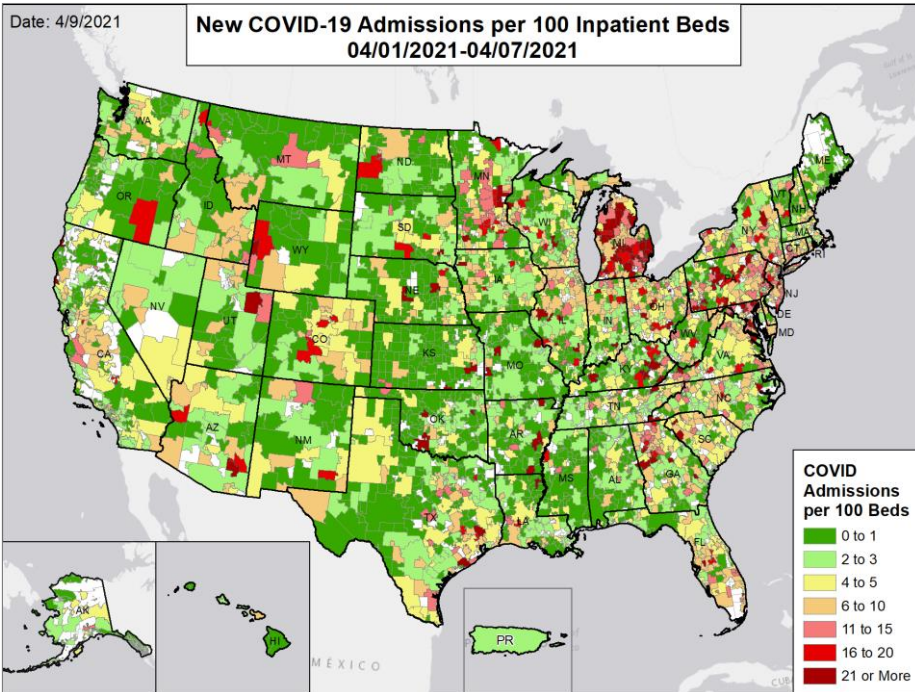 Date: 4/9/2021
New COVID-19 Admissions per 100 Inpatient Beds
04/01/2021-04/07/2021
WA
MT
ND
MN
ME
OR
ID
WY
SD
WI
MI
NY
VT
NH
MA
CT
RI
NV
UT
CO
NE
IA
IL
IN
OH
PA
NJ
DE
MD
CA
KS
MO
KY
WV
VA
AZ
NM
OK
AR
TN
NC
SC
TX
LA
MS
AL
GA
FL
AK
HI
PR
MÉXICO
CUBA
COVID
Admissions
per 100 Beds
0 to 1
2 to 3
4 to 5
6 to 10
11 to 15
16 to 20
21 or More